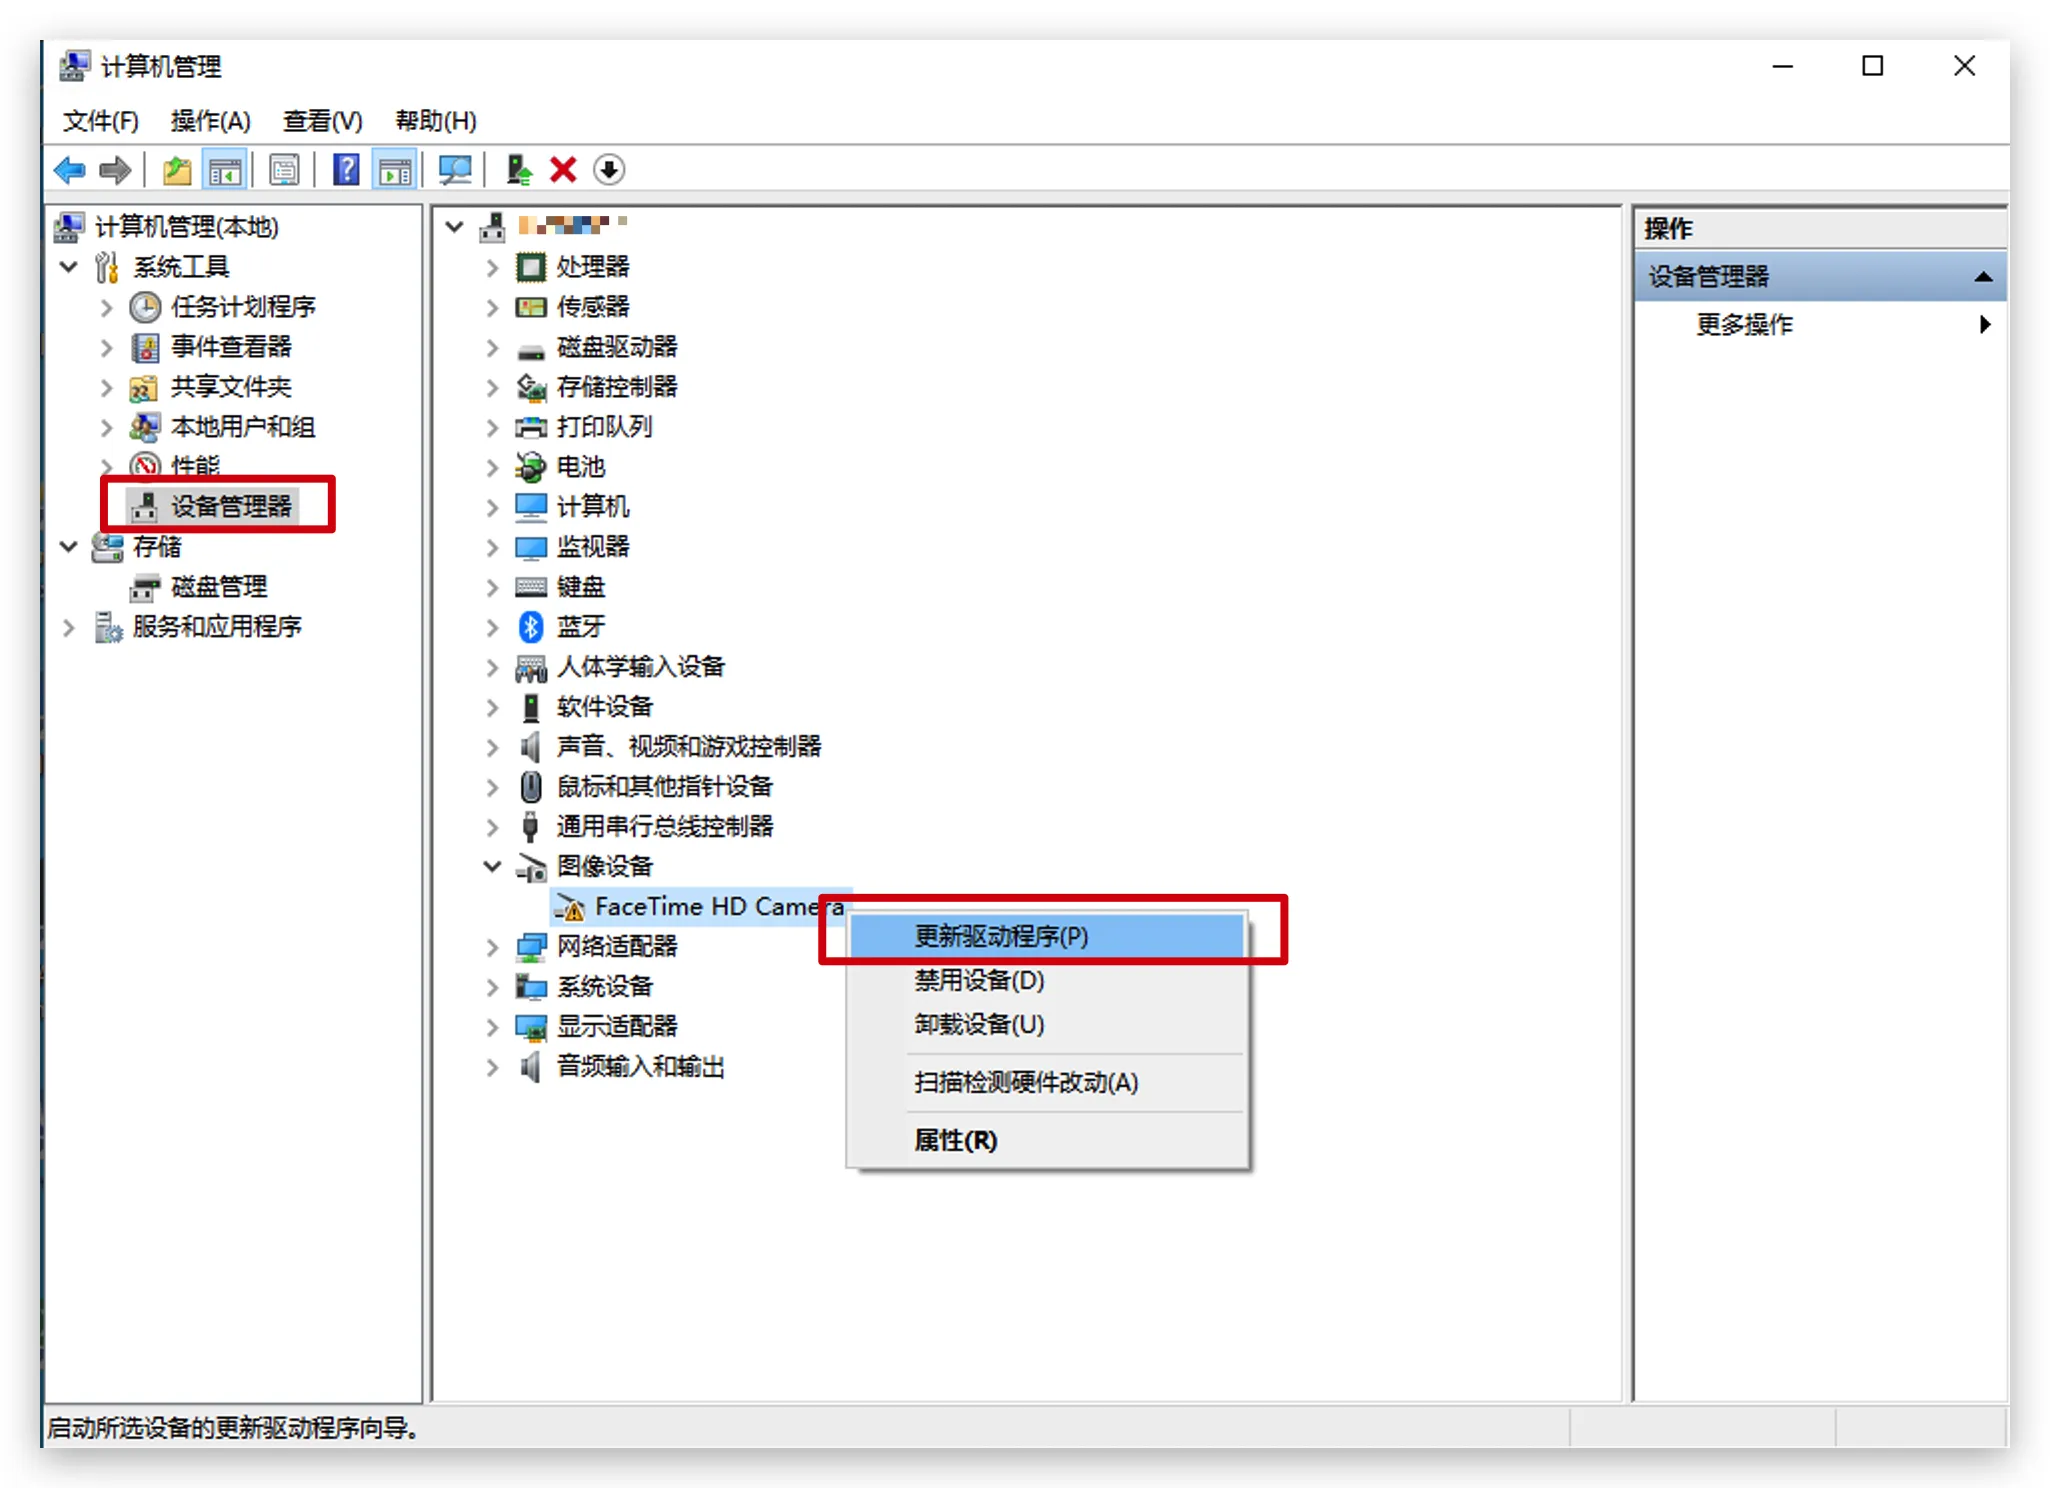 计算机管理
文件(F) 操作(A) 查看(V) 帮助(H)
计算机管理(本地)
系统工具
任务计划程序
事件查看器
共享文件夹
本地用户和组
性能
设备管理器
存储
磁盘管理
服务和应用程序
处理器
传感器
磁盘驱动器
存储控制器
打印队列
电池
计算机
监视器
键盘
蓝牙
人体学输入设备
软件设备
声音、视频和游戏控制器
鼠标和其他指针设备
通用串行总线控制器
图像设备
FaceTime HD Camera
网络适配器
系统设备
显示适配器
音频输入和输出
更新驱动程序(P)
禁用设备(D)
卸载设备(U)
扫描检测硬件改动(A)
属性(R)
操作
设备管理器
更多操作
启动所选设备的更新驱动程序向导。